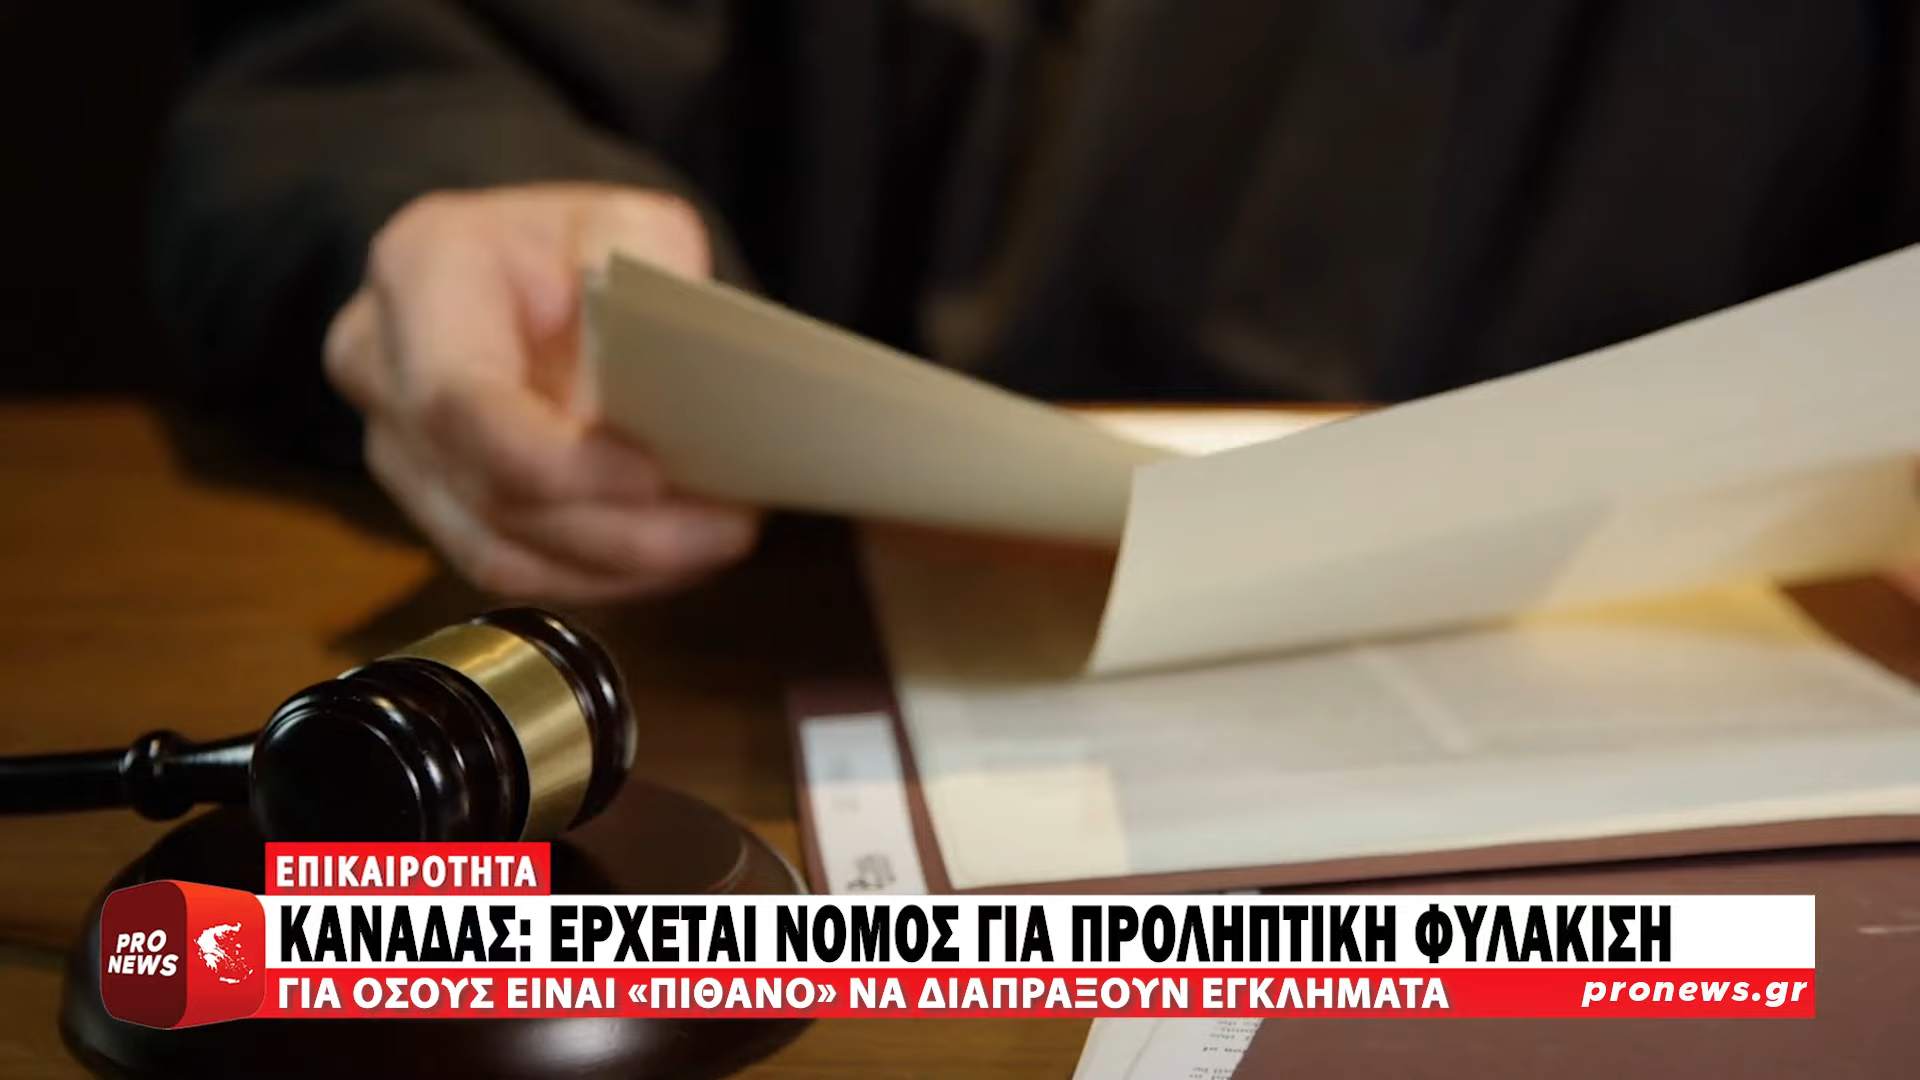 ΕΠΙΚΑΙΡΟΤΗΤΑ
ΚΑΝΑΔΑΣ: ΕΡΧΕΤΑΙ ΝΟΜΟΣ ΓΙΑ ΠΡΟΛΗΠΤΙΚΗ ΦΥΛΑΚΙΣΗ
PRO
NEWS
ΓΙΑ ΟΣΟΥΣ ΕΙΝΑΙ «ΠΙΘΑΝΟ» ΝΑ ΔΙΑΠΡΑΞΟΥΝ ΕΓΚΛΗΜΑΤΑ
pronews.gr